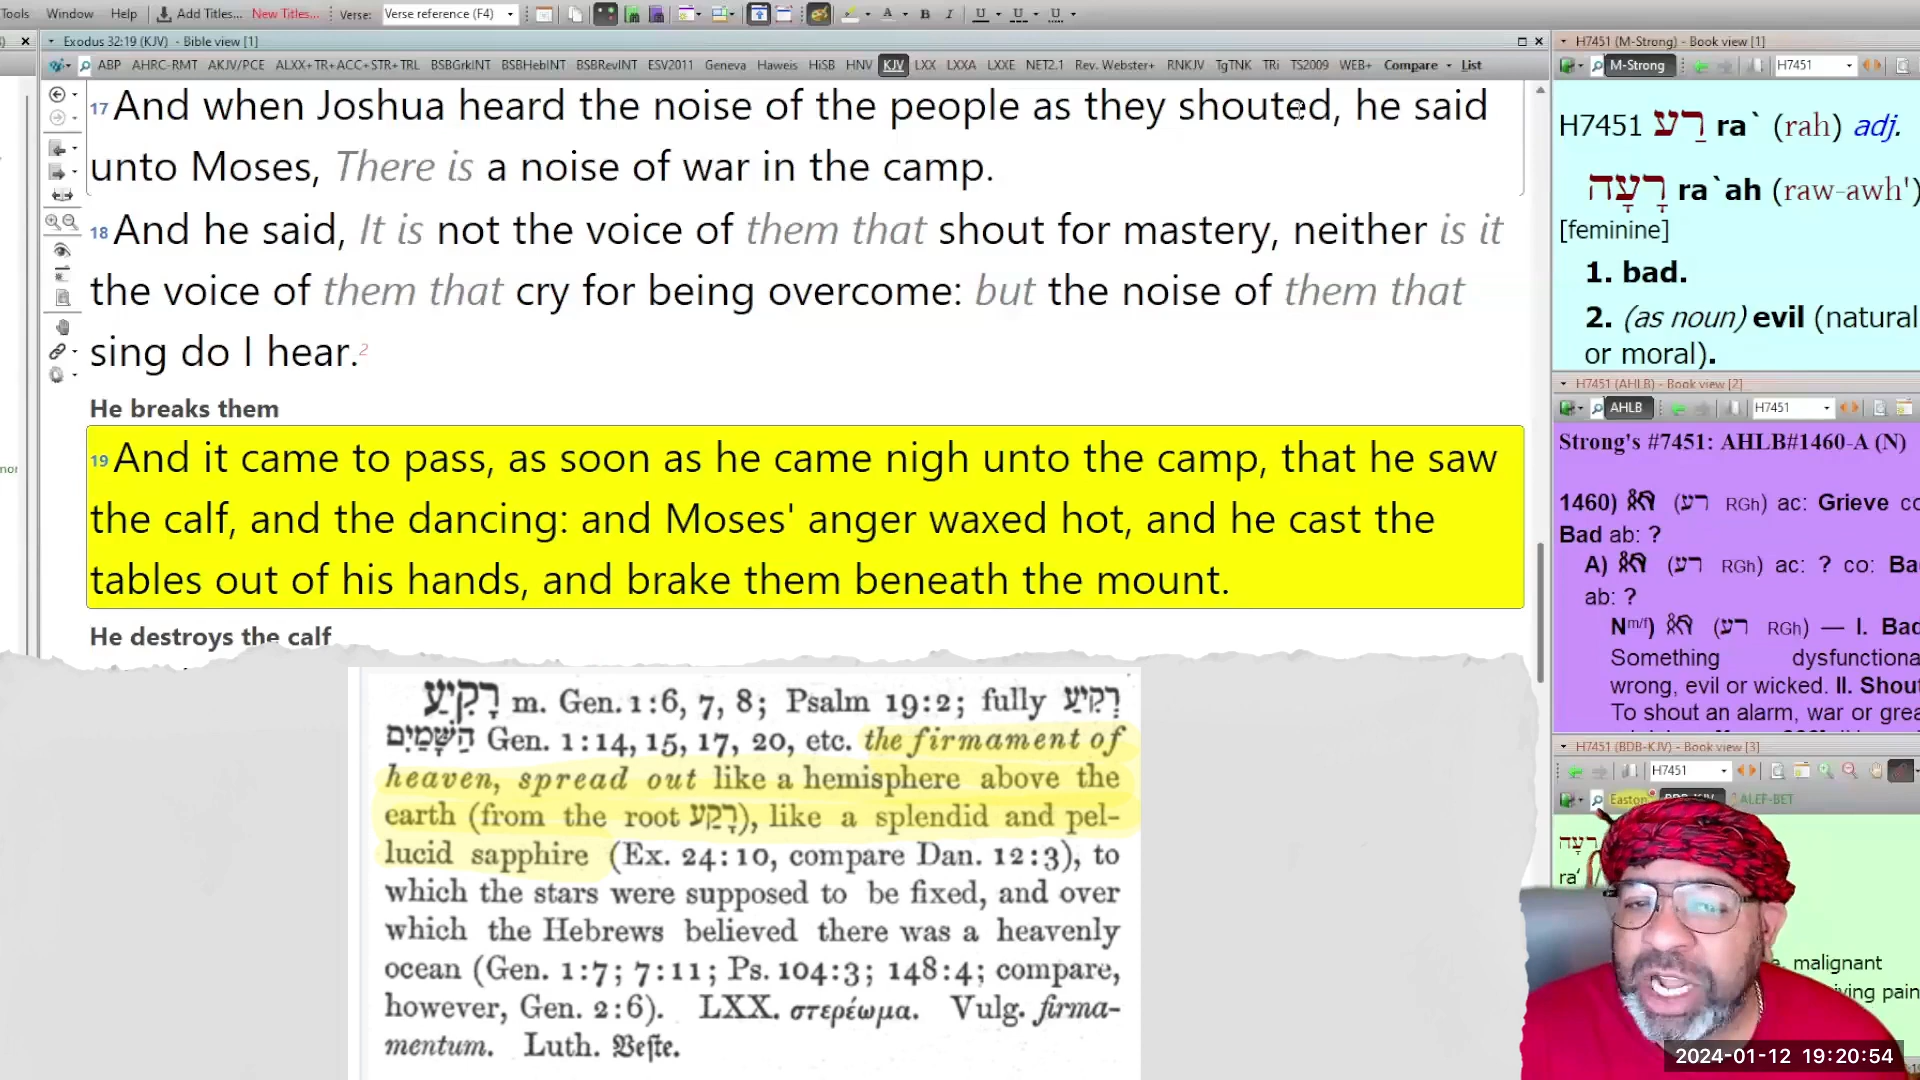 Tools Window Help Add Titles... New Titles... Verse: Verse reference (F4) A B I U U U
Exodus 32:19 (KJV) - Bible view [1]
ABP AHRC-RMT AKJV/PCE ALXX+TR+ACC+STR+TRL BSBGrkINT BSBHebINT BSBRevINT ESV2011 Geneva Haweis HiSB HNV KJV LXX LXXA LXXE NET2.1 Rev. Webster+ RNKJV TgTNK TRi TS2009 WEB+ Compare List
17 And when Joshua heard the noise of the people as they shouted, he said
unto Moses, There is a noise of war in the camp.
18 And he said, It is not the voice of them that shout for mastery, neither is it
the voice of them that cry for being overcome: but the noise of them that
sing do I hear.2
He breaks them
19 And it came to pass, as soon as he came nigh unto the camp, that he saw
the calf, and the dancing: and Moses' anger waxed hot, and he cast the
tables out of his hands, and brake them beneath the mount.
He destroys the calf
רָקִיעַ m. Gen. 1:6, 7, 8; Psalm 19:2; fully רְקִיעַ
הַשָּׁמַיִם Gen. 1:14, 15, 17, 20, etc. the firmament of
heaven, spread out like a hemisphere above the
earth (from the root רָקַע), like a splendid and pel-
lucid sapphire (Ex. 24:10, compare Dan. 12:3), to
which the stars were supposed to be fixed, and over
which the Hebrews believed there was a heavenly
ocean (Gen. 1:7; 7:11; Ps. 104:3; 148:4; compare,
however, Gen. 2:6). LXX. στερέωμα. Vulg. firma-
mentum. Luth. Veste.
H7451 (M-Strong) - Book view [1]
M-Strong H7451
H7451 רַע ra` (rah) adj.
רָעָה ra`ah (raw-awh')
[feminine]
1. bad.
2. (as noun) evil (natural
or moral).
H7451 (AHLB) - Book view [2]
AHLB H7451
Strong's #7451: AHLB#1460-A (N)
1460) (רע RGh) ac: Grieve co
Bad ab: ?
A) (רע RGh) ac: ? co: Ba
ab: ?
Nm/f) (רע RGh) — I. Bad
Something dysfunctiona
wrong, evil or wicked. II. Shout
To shout an alarm, war or grea
H7451 (BDB-KJV) - Book view [3]
H7451
Easton BDB-KJV ALEF-BET
רָעָה
ra‛
malignant
iving pain
2024-01-12 19:20:54